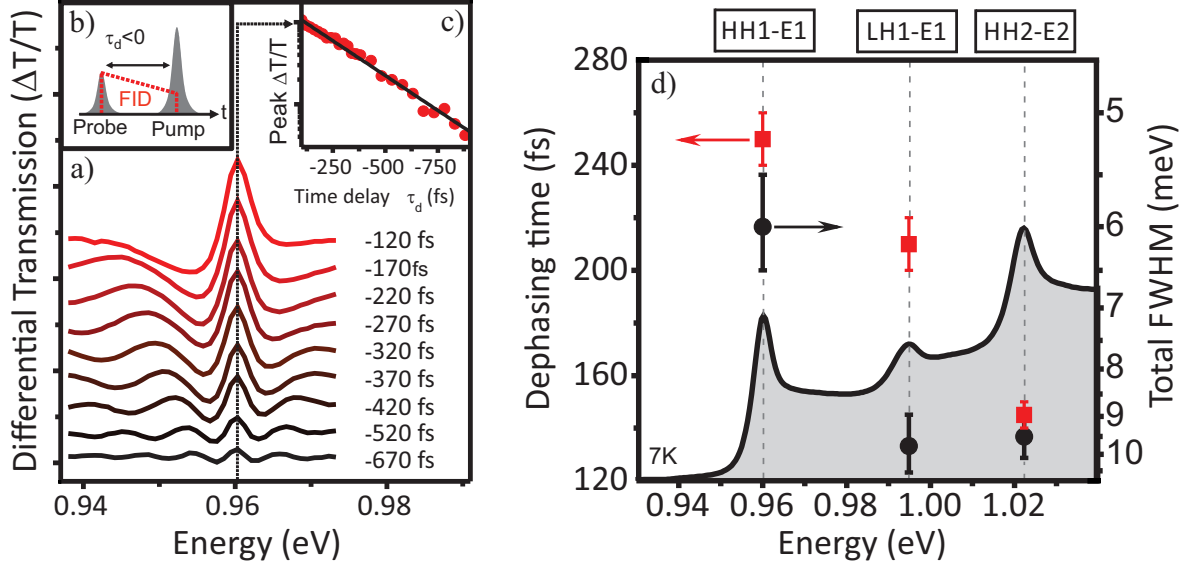 Differential Transmission (ΔT/T)
b)
τd<0
FID
t
Probe
Pump
c)
Peak ΔT/T
-250
-500
-750
Time delay τd (fs)
a)
-120 fs
-170fs
-220 fs
-270 fs
-320 fs
-370 fs
-420 fs
-520 fs
-670 fs
0.94
0.96
0.98
Energy (eV)
HH1-E1
LH1-E1
HH2-E2
d)
Dephasing time (fs)
280
240
200
160
120
7K
0.94
0.96
0.98
1.00
1.02
Energy (eV)
5
6
7
8
9
10
Total FWHM (meV)